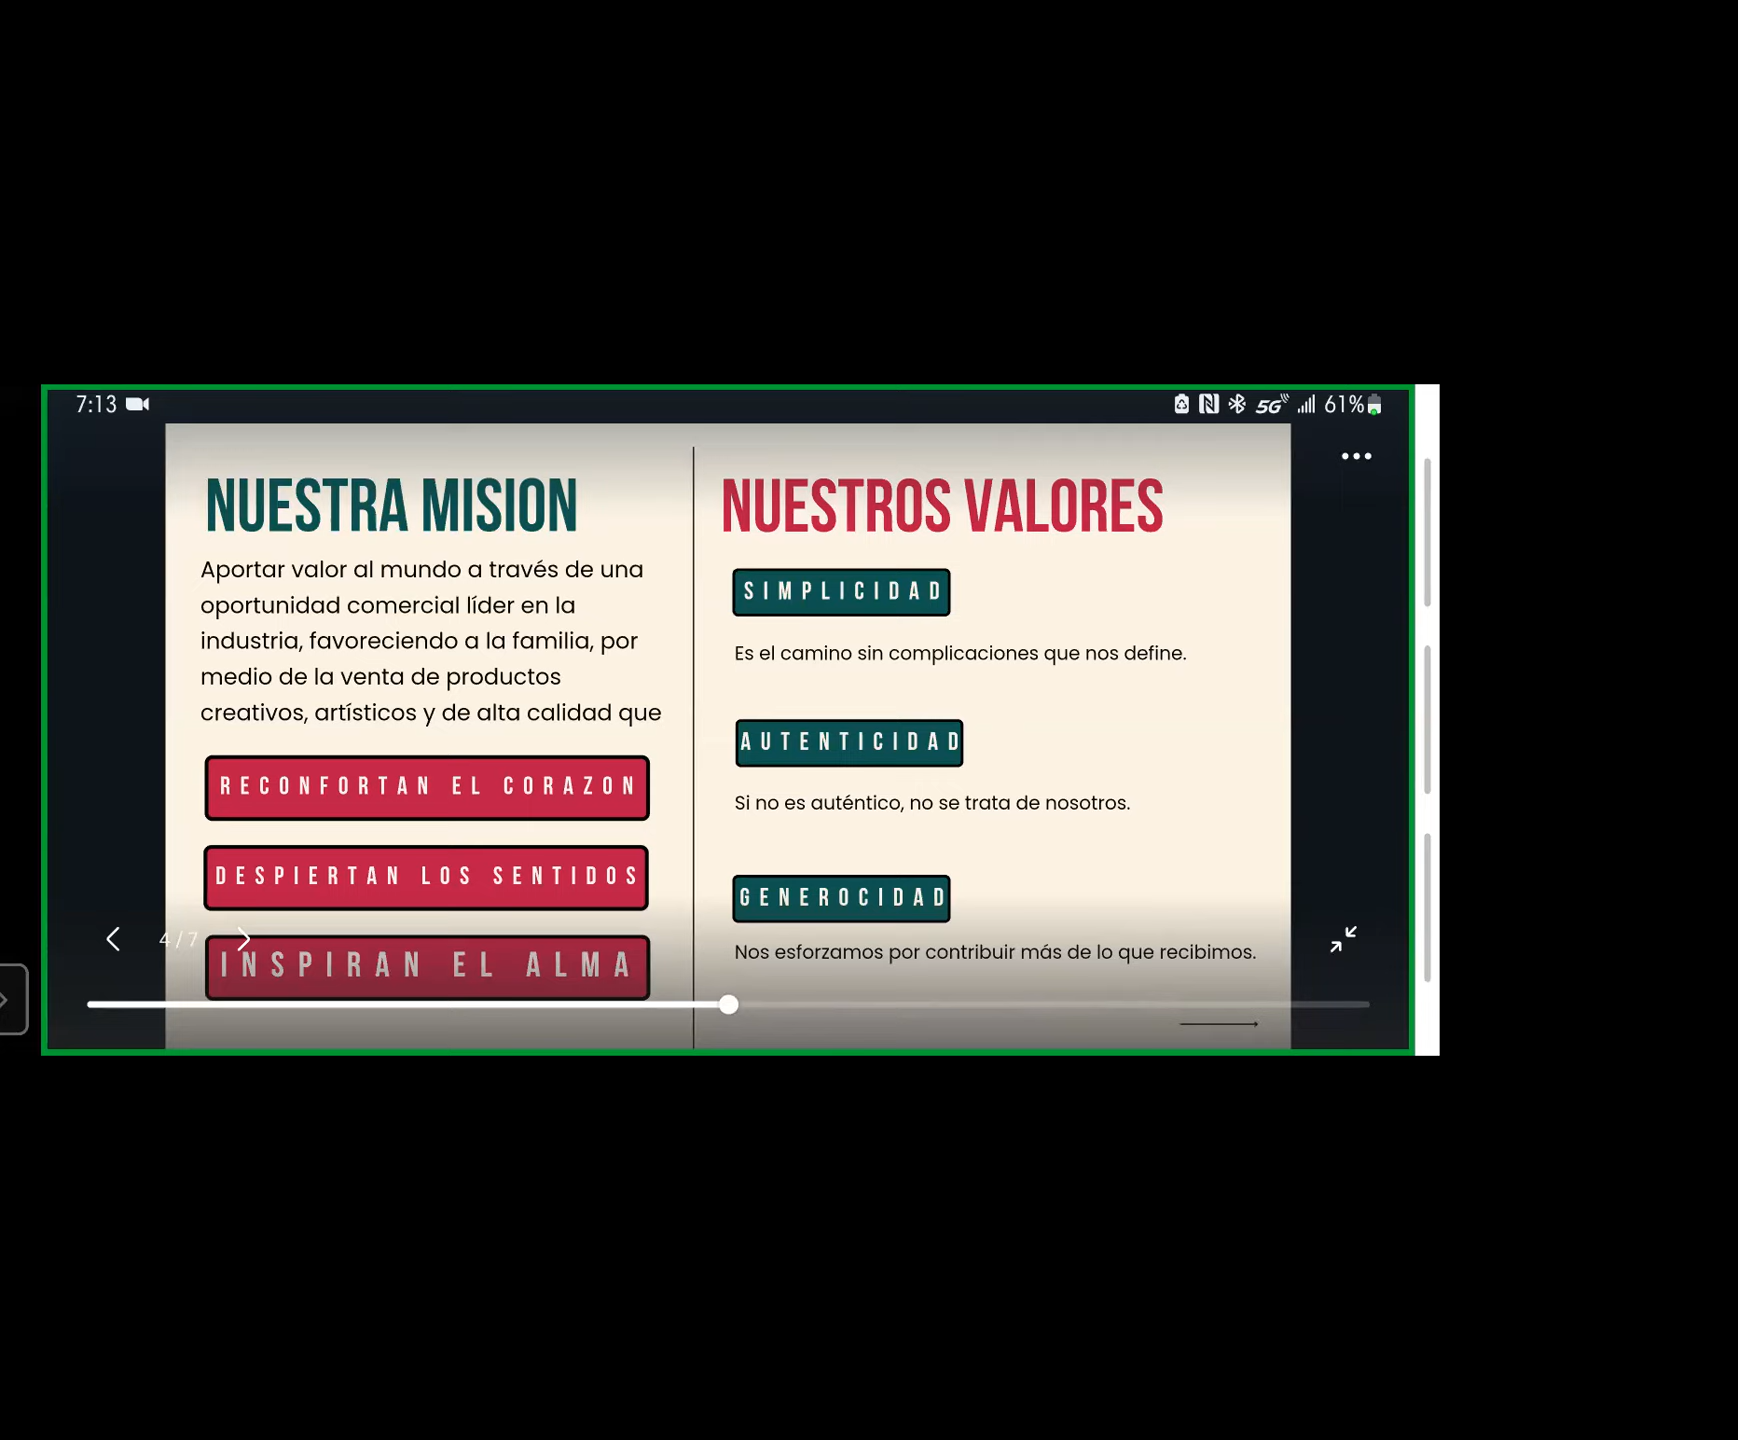 7:13
5G 61%
NUESTRA MISION
Aportar valor al mundo a través de una
oportunidad comercial líder en la
industria, favoreciendo a la familia, por
medio de la venta de productos
creativos, artísticos y de alta calidad que
RECONFORTAN EL CORAZON
DESPIERTAN LOS SENTIDOS
INSPIRAN EL ALMA
NUESTROS VALORES
SIMPLICIDAD
Es el camino sin complicaciones que nos define.
AUTENTICIDAD
Si no es auténtico, no se trata de nosotros.
GENEROCIDAD
Nos esforzamos por contribuir más de lo que recibimos.
4/7